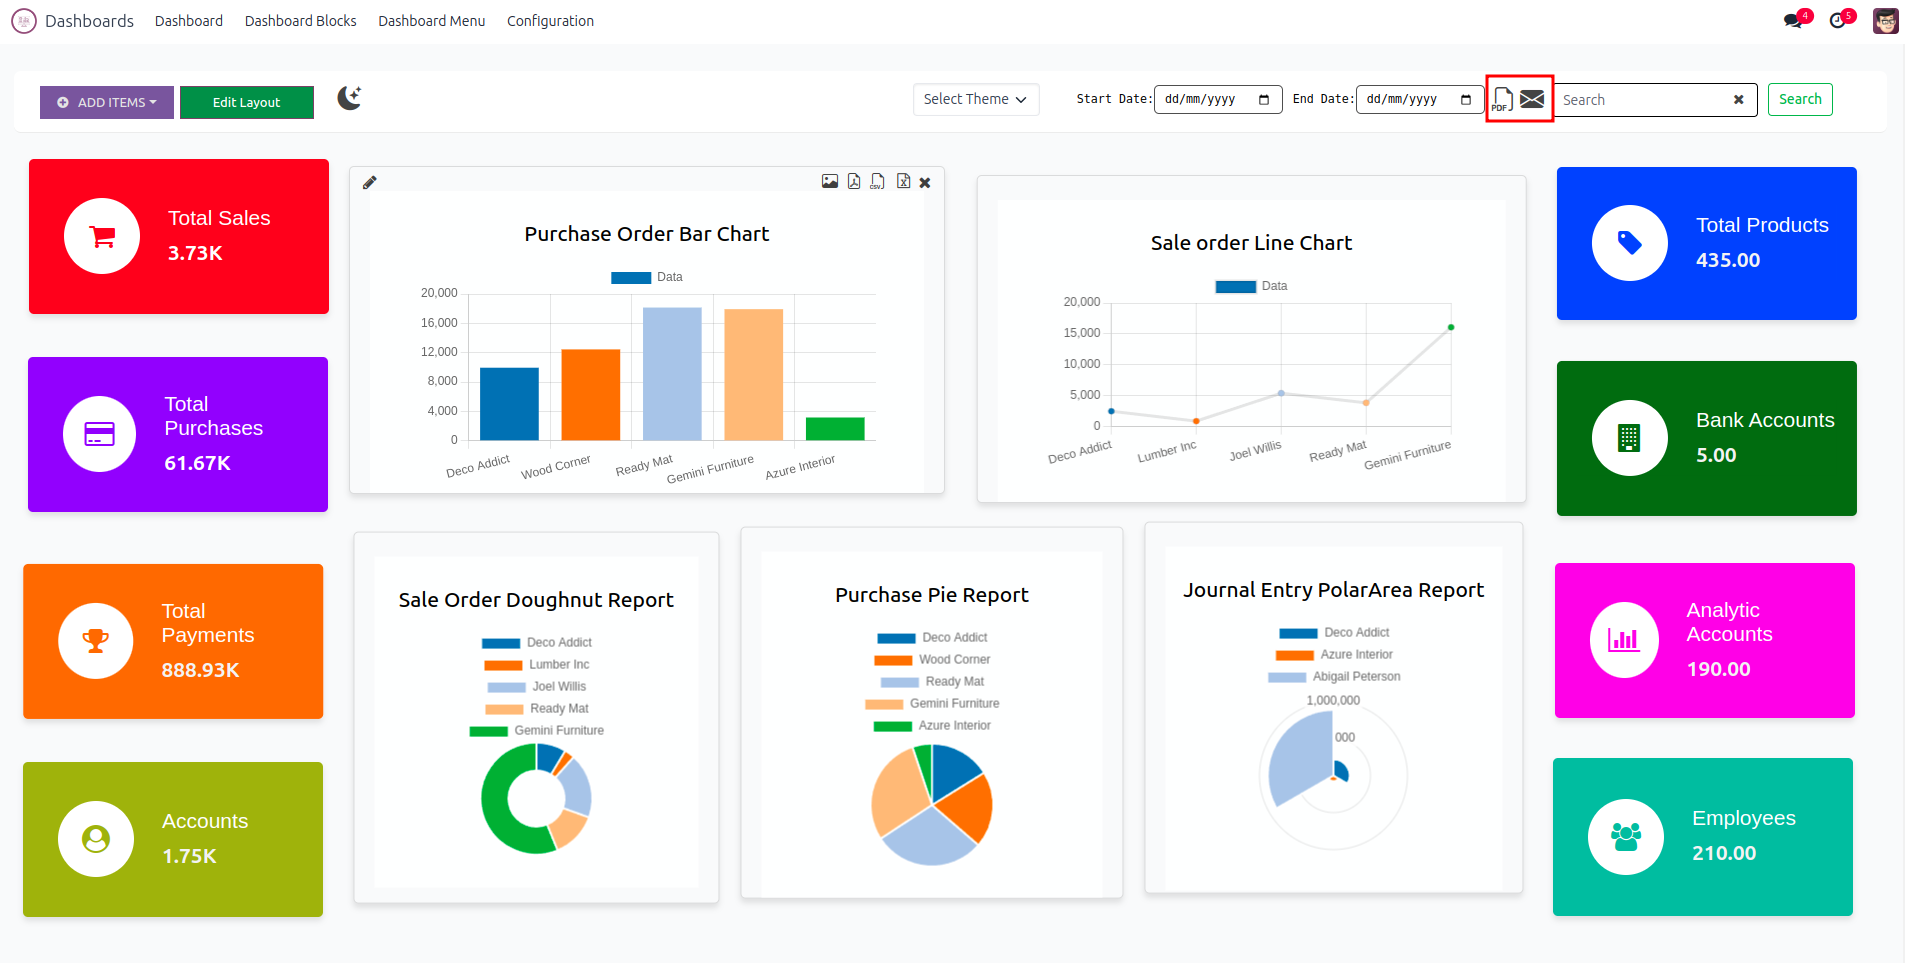 Dashboards Dashboard Dashboard Blocks Dashboard Menu Configuration 4 5
ADD ITEMS Edit Layout Select Theme Start Date: dd/mm/yyyy End Date: dd/mm/yyyy PDF Search Search
Total Sales
3.73K
Total
Purchases
61.67K
Total
Payments
888.93K
Accounts
1.75K
CSV
Purchase Order Bar Chart
Data
20,000
16,000
12,000
8,000
4,000
0
Deco Addict Wood Corner Ready Mat Gemini Furniture Azure Interior
Sale order Line Chart
Data
20,000
15,000
10,000
5,000
0
Deco Addict Lumber Inc Joel Willis Ready Mat Gemini Furniture
Sale Order Doughnut Report
Deco Addict
Lumber Inc
Joel Willis
Ready Mat
Gemini Furniture
Purchase Pie Report
Deco Addict
Wood Corner
Ready Mat
Gemini Furniture
Azure Interior
Journal Entry PolarArea Report
Deco Addict
Azure Interior
Abigail Peterson
1,000,000
000
Total Products
435.00
Bank Accounts
5.00
Analytic
Accounts
190.00
Employees
210.00